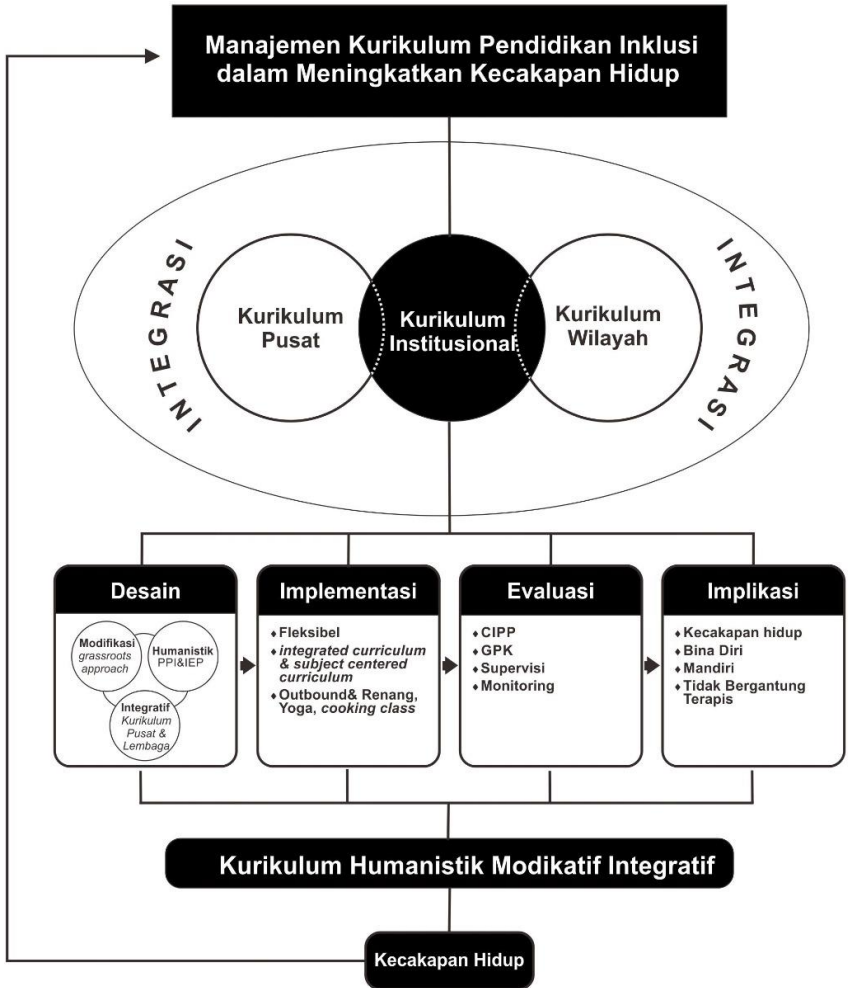 Manajemen Kurikulum Pendidikan Inklusi
dalam Meningkatkan Kecakapan Hidup
INTEGRASI
Kurikulum
Pusat
Kurikulum
Institusional
Kurikulum
Wilayah
INTEGRASI
Desain
Modifikasi
grassroots
approach
Humanistik
PPI&IEP
Integratif
Kurikulum
Pusat &
Lembaga
Implementasi
♦Fleksibel
♦integrated curriculum
& subject centered
curriculum
♦Outbound& Renang,
Yoga, cooking class
Evaluasi
♦CIPP
♦GPK
♦Supervisi
♦Monitoring
Implikasi
♦Kecakapan hidup
♦Bina Diri
♦Mandiri
♦Tidak Bergantung
Terapis
Kurikulum Humanistik Modikatif Integratif
Kecakapan Hidup